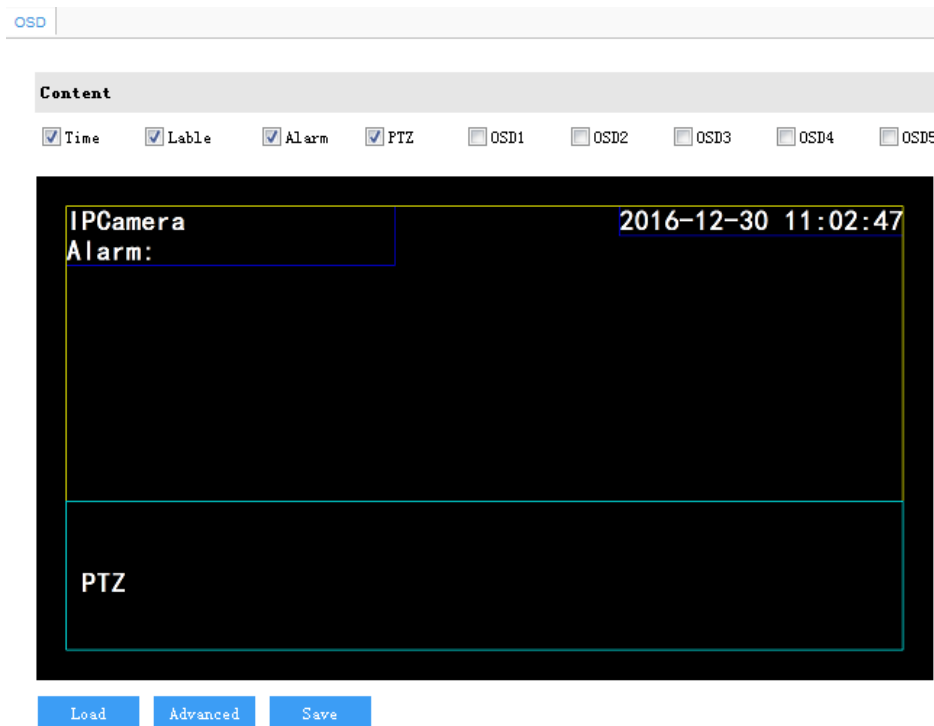 OSD
Content
Time Lable Alarm PTZ OSD1 OSD2 OSD3 OSD4 OSD5
IPCamera 2016-12-30 11:02:47
Alarm:
PTZ
Load Advanced Save